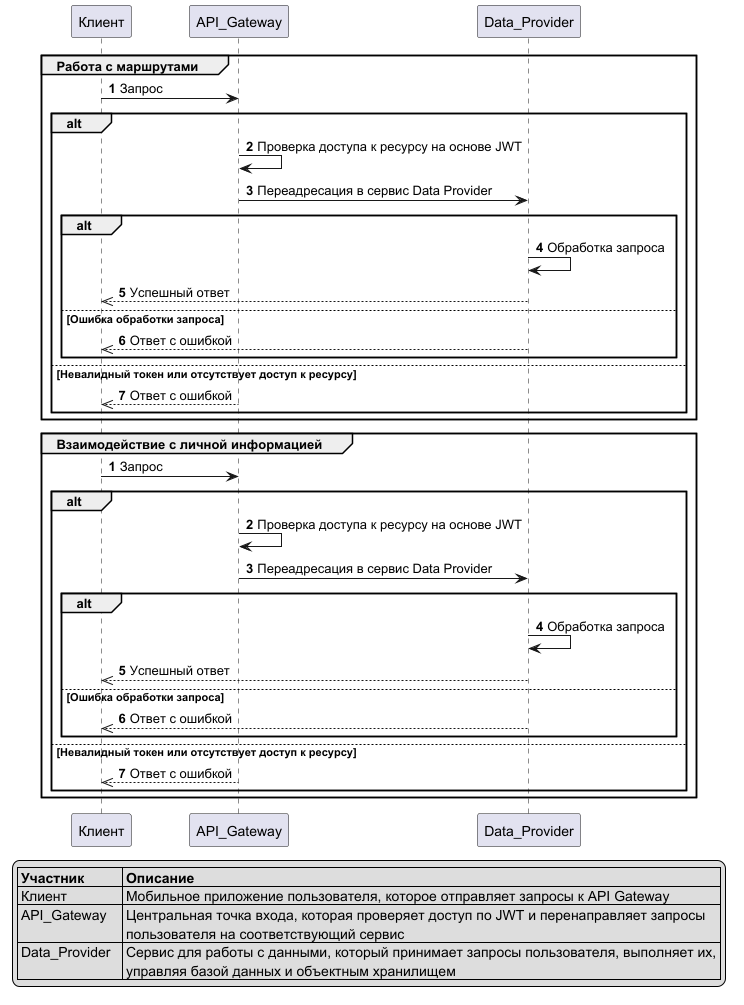 Клиент API_Gateway Data_Provider
Работа с маршрутами
1 Запрос
alt
2 Проверка доступа к ресурсу на основе JWT
3 Переадресация в сервис Data Provider
alt
4 Обработка запроса
5 Успешный ответ
[Ошибка обработки запроса]
6 Ответ с ошибкой
[Невалидный токен или отсутствует доступ к ресурсу]
7 Ответ с ошибкой
Взаимодействие с личной информацией
1 Запрос
alt
2 Проверка доступа к ресурсу на основе JWT
3 Переадресация в сервис Data Provider
alt
4 Обработка запроса
5 Успешный ответ
[Ошибка обработки запроса]
6 Ответ с ошибкой
[Невалидный токен или отсутствует доступ к ресурсу]
7 Ответ с ошибкой
Клиент API_Gateway Data_Provider
Участник Описание
Клиент Мобильное приложение пользователя, которое отправляет запросы к API Gateway
API_Gateway Центральная точка входа, которая проверяет доступ по JWT и перенаправляет запросы
пользователя на соответствующий сервис
Data_Provider Сервис для работы с данными, который принимает запросы пользователя, выполняет их,
управляя базой данных и объектным хранилищем